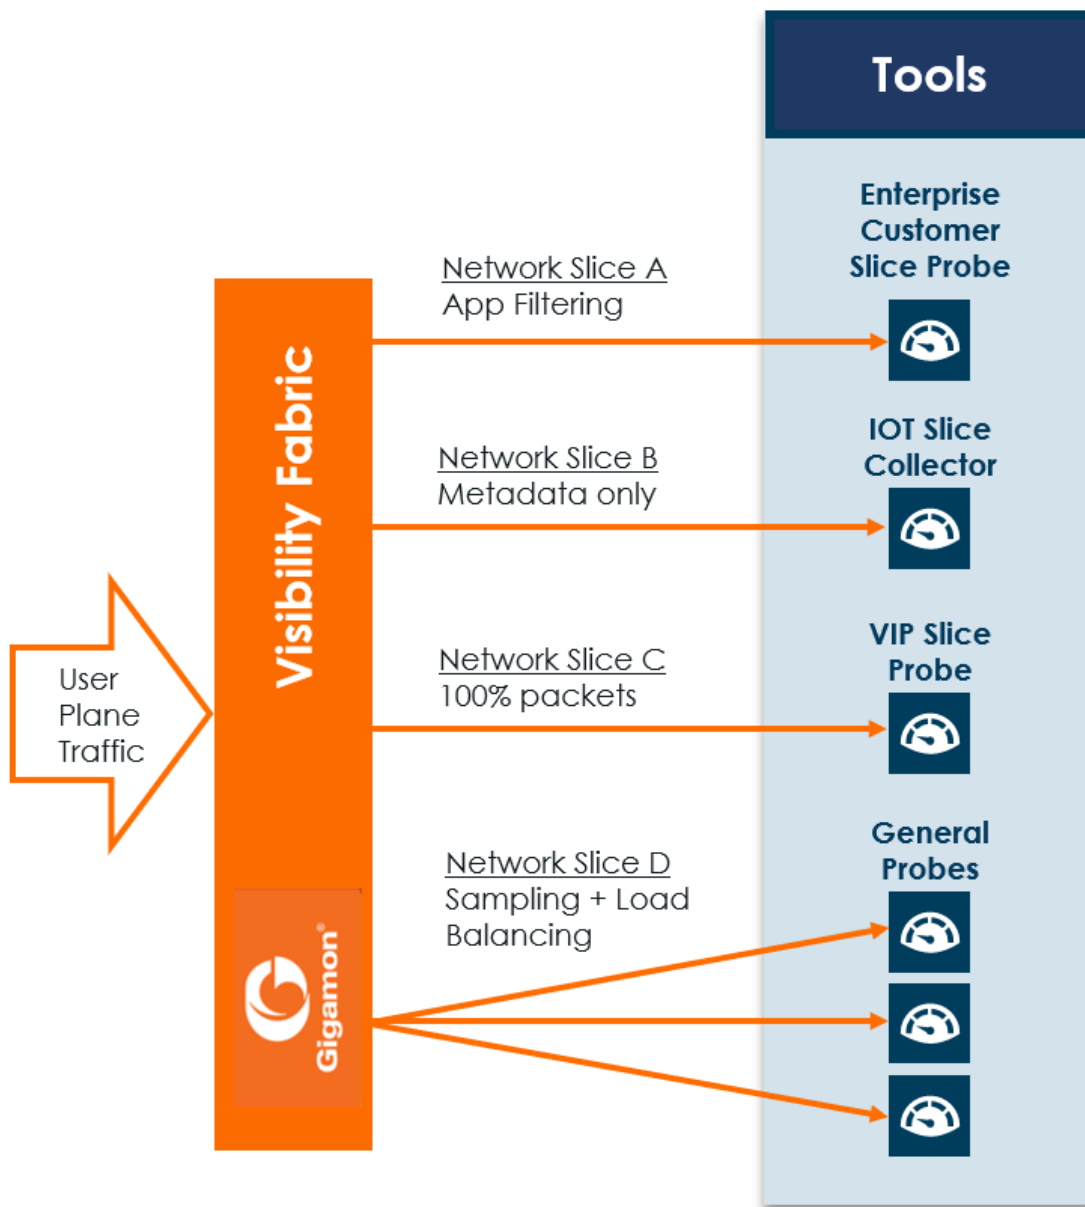 Tools
Enterprise
Customer
Slice Probe
Network Slice A
App Filtering
IOT Slice
Collector
Network Slice B
Metadata only
Visibility Fabric
User
Plane
Traffic
VIP Slice
Probe
Network Slice C
100% packets
General
Probes
Network Slice D
Sampling + Load
Balancing
Gigamon®